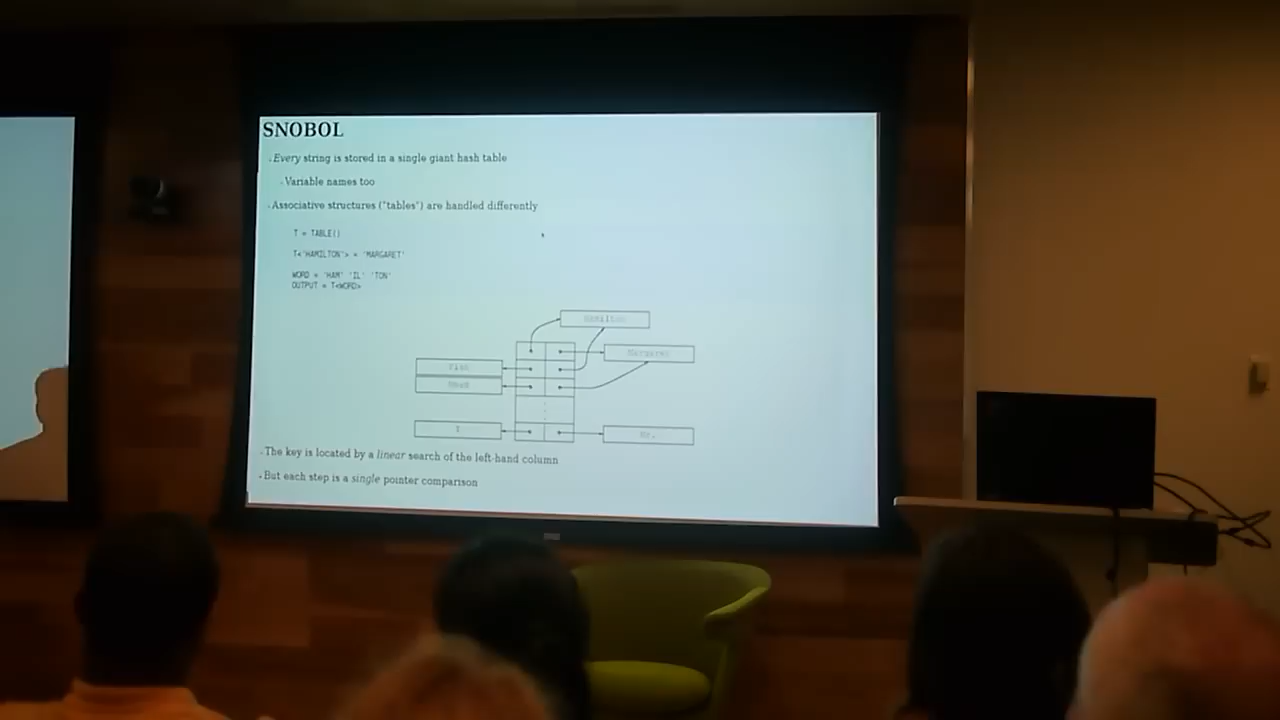 SNOBOL
Every string is stored in a single giant hash table
Variable names too
Associative structures ("tables") are handled differently
T = TABLE()
T<'HAMILTON'> = 'MARGARET'
WORD = 'HAM' 'IL' 'TON'
OUTPUT = T<WORD>
Hamilton
Margaret
The key is located by a linear search of the left-hand column
But each step is a single pointer comparison